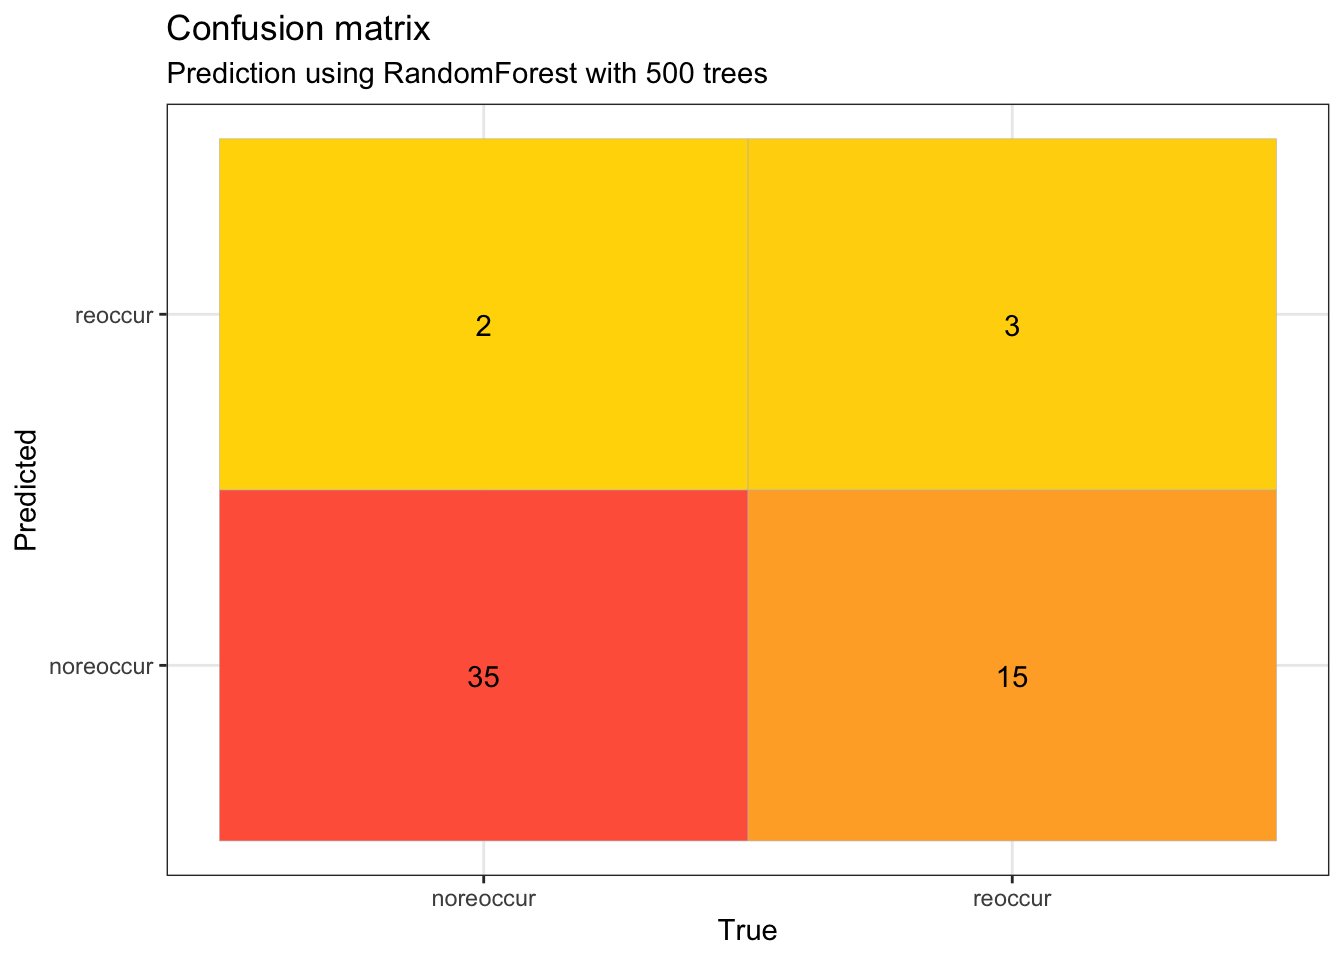 Confusion matrix
Prediction using RandomForest with 500 trees
Predicted
reoccur
2
3
noreoccur
35
15
noreoccur
reoccur
True